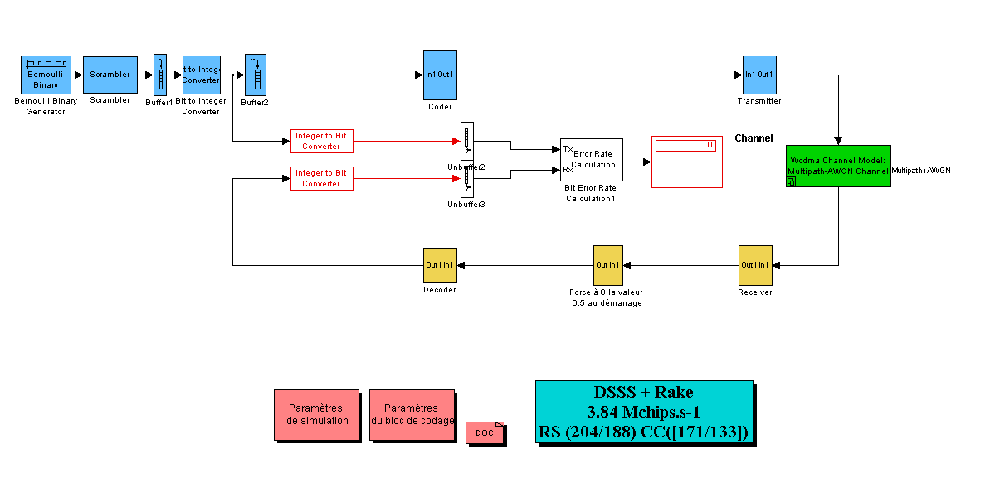 Bernoulli
Binary
Bernoulli Binary
Generator
Scrambler
Scrambler
Buffer1
t to Intege
Converter
Bit to Integer
Converter
Buffer2
In1 Out1
Coder
In1 Out1
Transmitter
Integer to Bit
Converter
Unbuffer2
Integer to Bit
Converter
Unbuffer3
Tx
Rx
Error Rate
Calculation
Bit Error Rate
Calculation1
0
Channel
Wcdma Channel Model:
Multipath-AWGN Channel
Multipath+AWGN
Out1 In1
Decoder
Out1 In1
Force à 0 la valeur
0.5 au démarrage
Out1 In1
Receiver
Paramètres
de simulation
Paramètres
du bloc de codage
DOC
DSSS + Rake
3.84 Mchips.s-1
RS (204/188) CC([171/133])